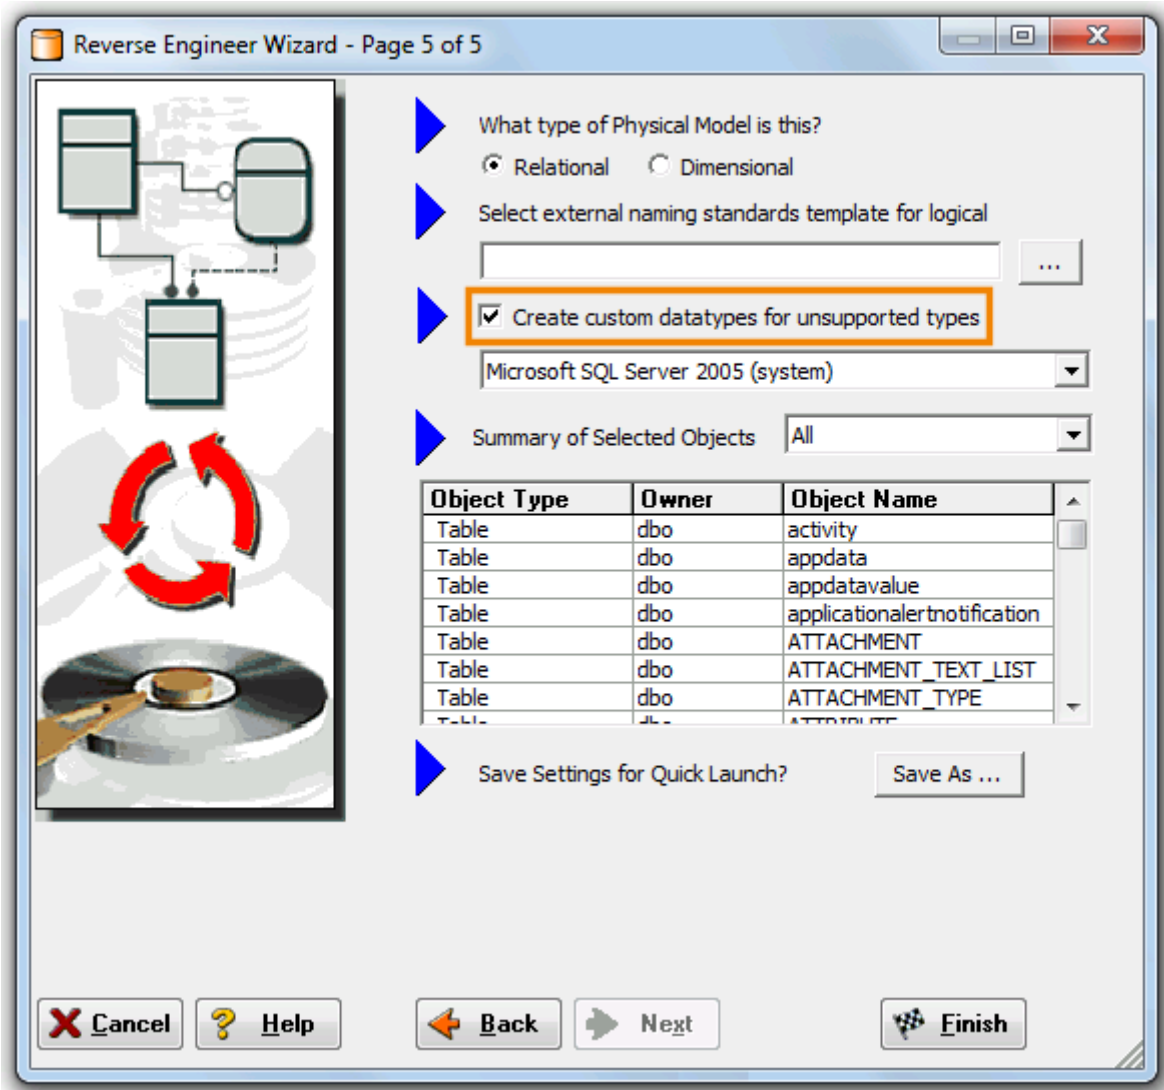 Reverse Engineer Wizard - Page 5 of 5
What type of Physical Model is this?
Relational Dimensional
Select external naming standards template for logical
...
Create custom datatypes for unsupported types
Microsoft SQL Server 2005 (system)
Summary of Selected Objects All
Object Type Owner Object Name
Table dbo activity
Table dbo appdata
Table dbo appdatavalue
Table dbo applicationalertnotification
Table dbo ATTACHMENT
Table dbo ATTACHMENT_TEXT_LIST
Table dbo ATTACHMENT_TYPE
Table dbo ATTRIBUTE
Save Settings for Quick Launch? Save As ...
Cancel Help Back Next Finish